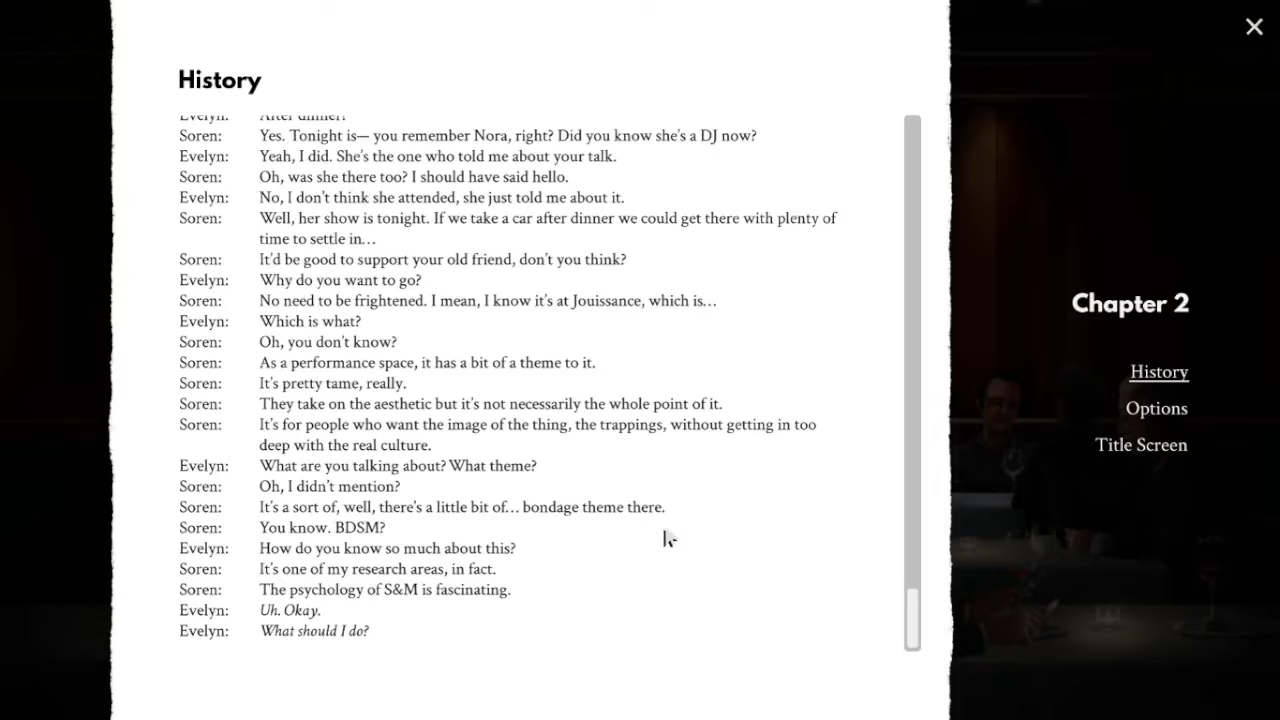 History
Evelyn: After dinner?
Soren: Yes. Tonight is— you remember Nora, right? Did you know she's a DJ now?
Evelyn: Yeah, I did. She's the one who told me about your talk.
Soren: Oh, was she there too? I should have said hello.
Evelyn: No, I don't think she attended, she just told me about it.
Soren: Well, her show is tonight. If we take a car after dinner we could get there with plenty of
time to settle in…
Soren: It'd be good to support your old friend, don't you think?
Evelyn: Why do you want to go?
Soren: No need to be frightened. I mean, I know it's at Jouissance, which is…
Evelyn: Which is what?
Soren: Oh, you don't know?
Soren: As a performance space, it has a bit of a theme to it.
Soren: It's pretty tame, really.
Soren: They take on the aesthetic but it's not necessarily the whole point of it.
Soren: It's for people who want the image of the thing, the trappings, without getting in too
deep with the real culture.
Evelyn: What are you talking about? What theme?
Soren: Oh, I didn't mention?
Soren: It's a sort of, well, there's a little bit of… bondage theme there.
Soren: You know. BDSM?
Evelyn: How do you know so much about this?
Soren: It's one of my research areas, in fact.
Soren: The psychology of S&M is fascinating.
Evelyn: Uh. Okay.
Evelyn: What should I do?
Chapter 2
History
Options
Title Screen